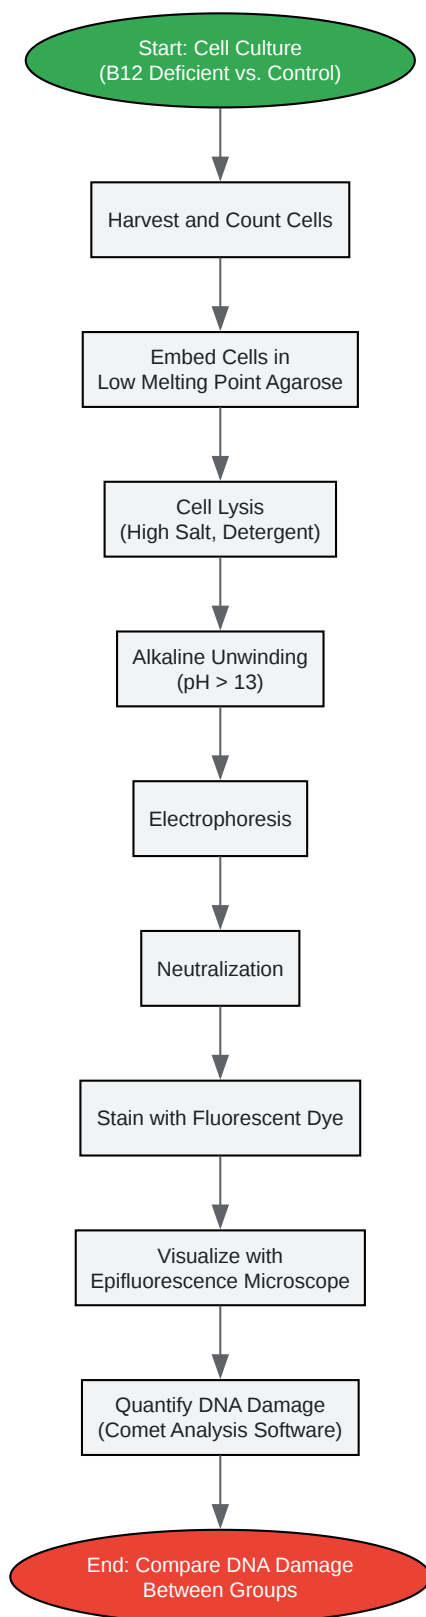 Start: Cell Culture
(B12 Deficient vs. Control)
Harvest and Count Cells
Embed Cells in
Low Melting Point Agarose
Cell Lysis
(High Salt, Detergent)
Alkaline Unwinding
(pH > 13)
Electrophoresis
Neutralization
Stain with Fluorescent Dye
Visualize with
Epifluorescence Microscope
Quantify DNA Damage
(Comet Analysis Software)
End: Compare DNA Damage
Between Groups